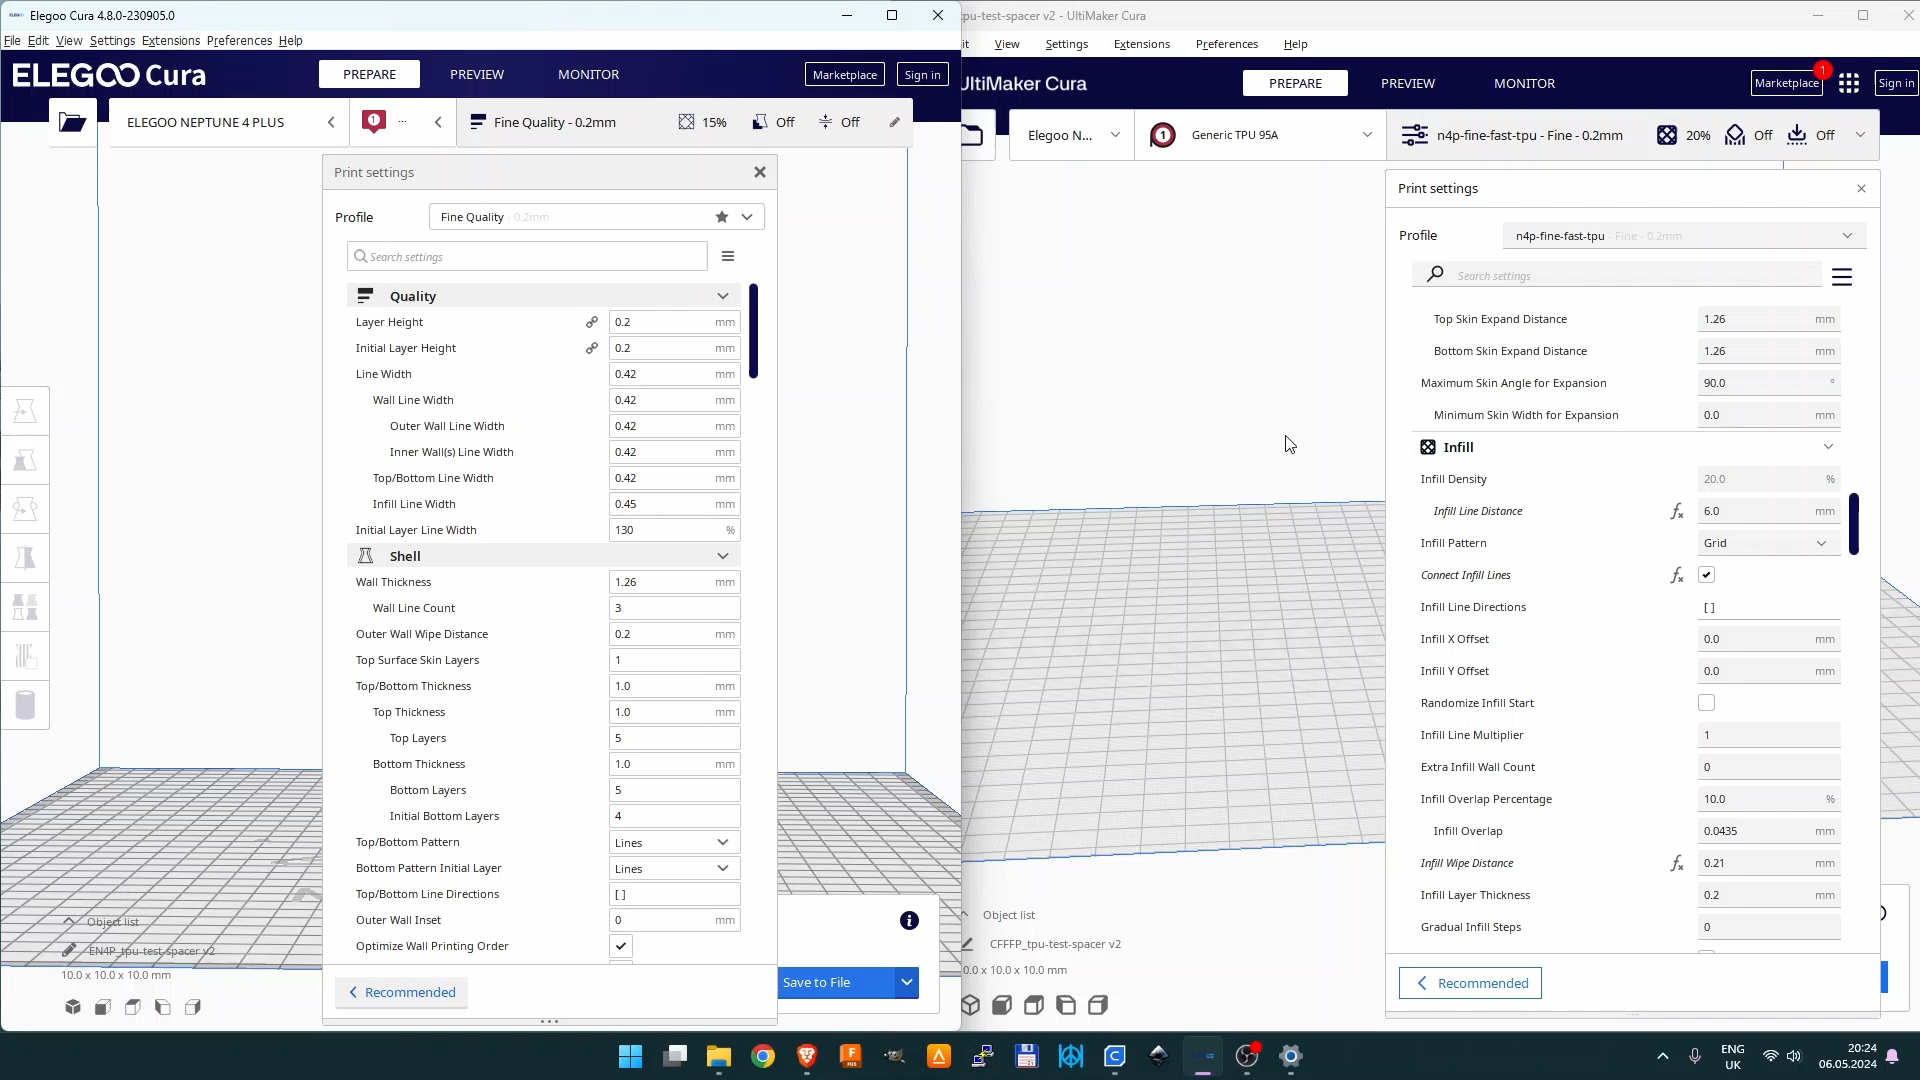 Elegoo Cura 4.8.0-230905.0
File Edit View Settings Extensions Preferences Help
ELEGOO Cura
PREPARE
PREVIEW
MONITOR
Marketplace
Sign in
ELEGOO NEPTUNE 4 PLUS
1
...
Fine Quality - 0.2mm
15%
Off
Off
Print settings
Profile
Fine Quality - 0.2mm
Search settings
Quality
Layer Height 0.2 mm
Initial Layer Height 0.2 mm
Line Width 0.42 mm
Wall Line Width 0.42 mm
Outer Wall Line Width 0.42 mm
Inner Wall(s) Line Width 0.42 mm
Top/Bottom Line Width 0.42 mm
Infill Line Width 0.45 mm
Initial Layer Line Width 130 %
Shell
Wall Thickness 1.26 mm
Wall Line Count 3
Outer Wall Wipe Distance 0.2 mm
Top Surface Skin Layers 1
Top/Bottom Thickness 1.0 mm
Top Thickness 1.0 mm
Top Layers 5
Bottom Thickness 1.0 mm
Bottom Layers 5
Initial Bottom Layers 4
Top/Bottom Pattern Lines
Bottom Pattern Initial Layer Lines
Top/Bottom Line Directions [ ]
Outer Wall Inset 0 mm
Optimize Wall Printing Order
Recommended
Object list
EN4P_tpu-test-spacer v2
10.0 x 10.0 x 10.0 mm
Save to File
tpu-test-spacer v2 - UltiMaker Cura
it View Settings Extensions Preferences Help
UltiMaker Cura
PREPARE
PREVIEW
MONITOR
Marketplace
1
Sign in
Elegoo N...
1
Generic TPU 95A
n4p-fine-fast-tpu - Fine - 0.2mm
20%
Off
Off
Print settings
Profile
n4p-fine-fast-tpu - Fine - 0.2mm
Search settings
Top Skin Expand Distance 1.26 mm
Bottom Skin Expand Distance 1.26 mm
Maximum Skin Angle for Expansion 90.0 °
Minimum Skin Width for Expansion 0.0 mm
Infill
Infill Density 20.0 %
Infill Line Distance fx 6.0 mm
Infill Pattern Grid
Connect Infill Lines fx
Infill Line Directions [ ]
Infill X Offset 0.0 mm
Infill Y Offset 0.0 mm
Randomize Infill Start
Infill Line Multiplier 1
Extra Infill Wall Count 0
Infill Overlap Percentage 10.0 %
Infill Overlap 0.0435 mm
Infill Wipe Distance fx 0.21 mm
Infill Layer Thickness 0.2 mm
Gradual Infill Steps 0
Recommended
Object list
CFFFP_tpu-test-spacer v2
0.0 x 10.0 x 10.0 mm
ENG
UK
20:24
06.05.2024